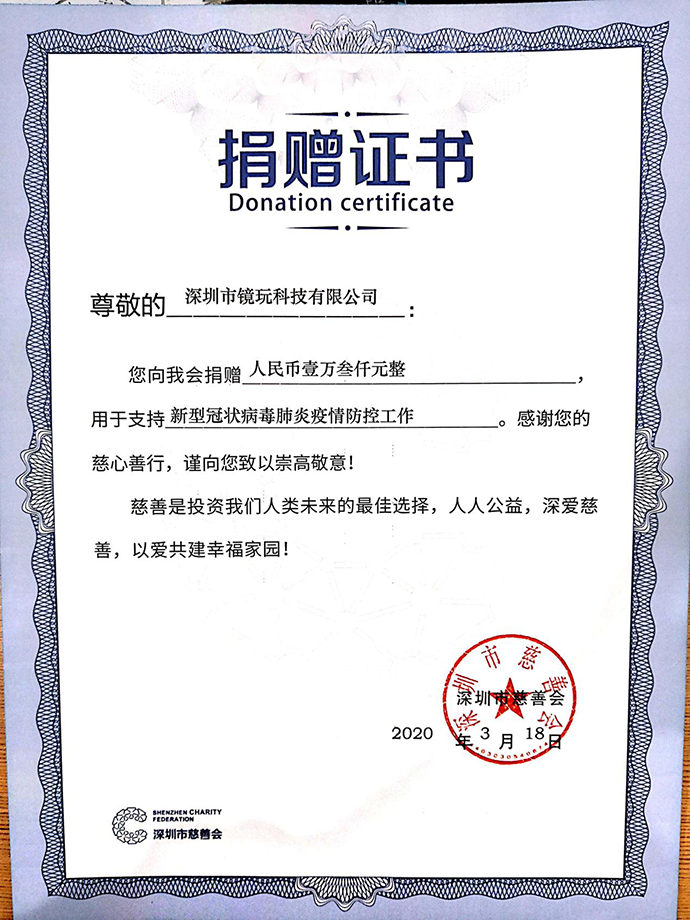 捐赠证书
Donation certificate
尊敬的 深圳市镜玩科技有限公司 :
您向我会捐赠 人民币壹万叁仟元整 ，
用于支持 新型冠状病毒肺炎疫情防控工作 。感谢您的
慈心善行，谨向您致以崇高敬意！
慈善是投资我们人类未来的最佳选择，人人公益，深爱慈
善，以爱共建幸福家园！
深圳市慈善会
深圳市慈善会
2020 年 3 月 18 日
SHENZHEN CHARITY
FEDERATION
深圳市慈善会